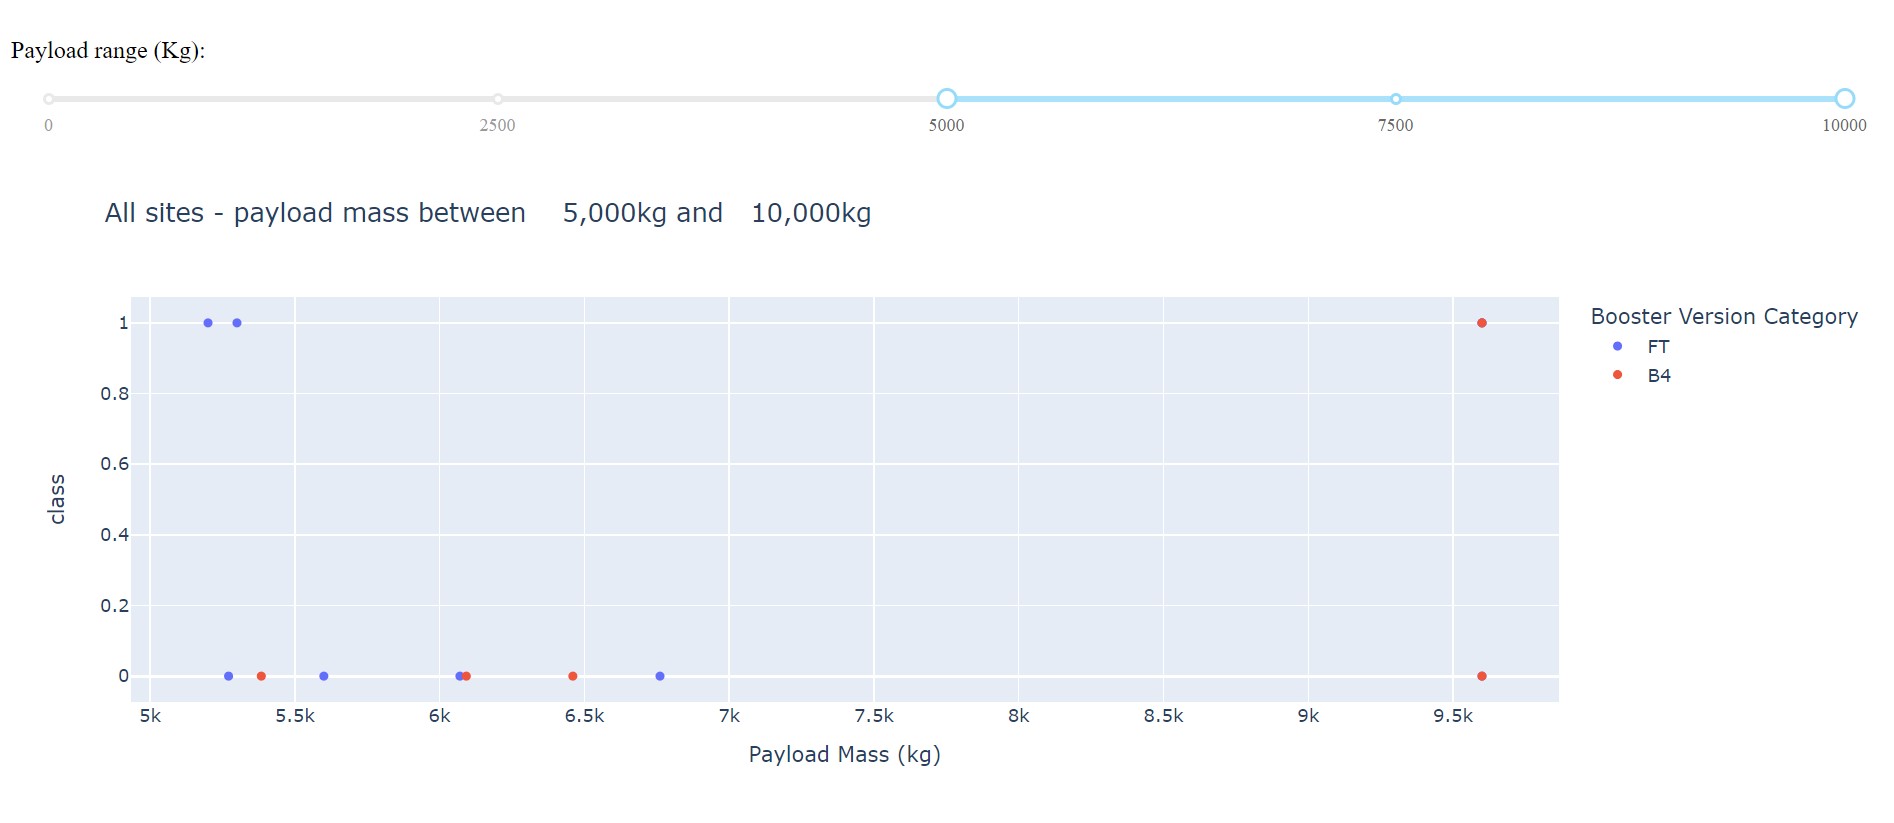 Payload range (Kg):
0 2500 5000 7500 10000
All sites - payload mass between 5,000kg and 10,000kg
Booster Version Category
FT
B4
1
0.8
0.6
0.4
0.2
0
class
5k 5.5k 6k 6.5k 7k 7.5k 8k 8.5k 9k 9.5k
Payload Mass (kg)